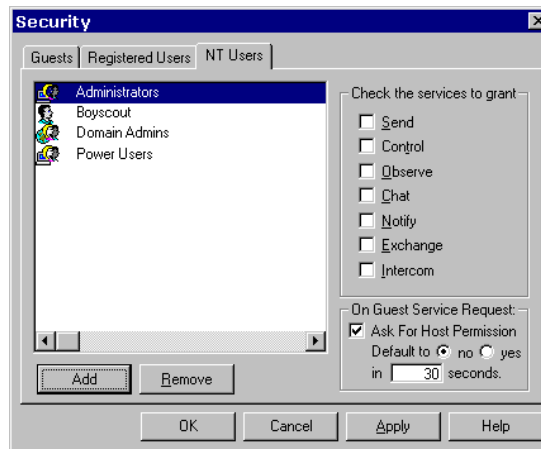 Security
Guests
Registered Users
NT Users
Administrators
Boyscout
Domain Admins
Power Users
Add
Remove
Check the services to grant
Send
Control
Observe
Chat
Notify
Exchange
Intercom
On Guest Service Request:
Ask For Host Permission
Default to no yes
in 30 seconds.
OK
Cancel
Apply
Help